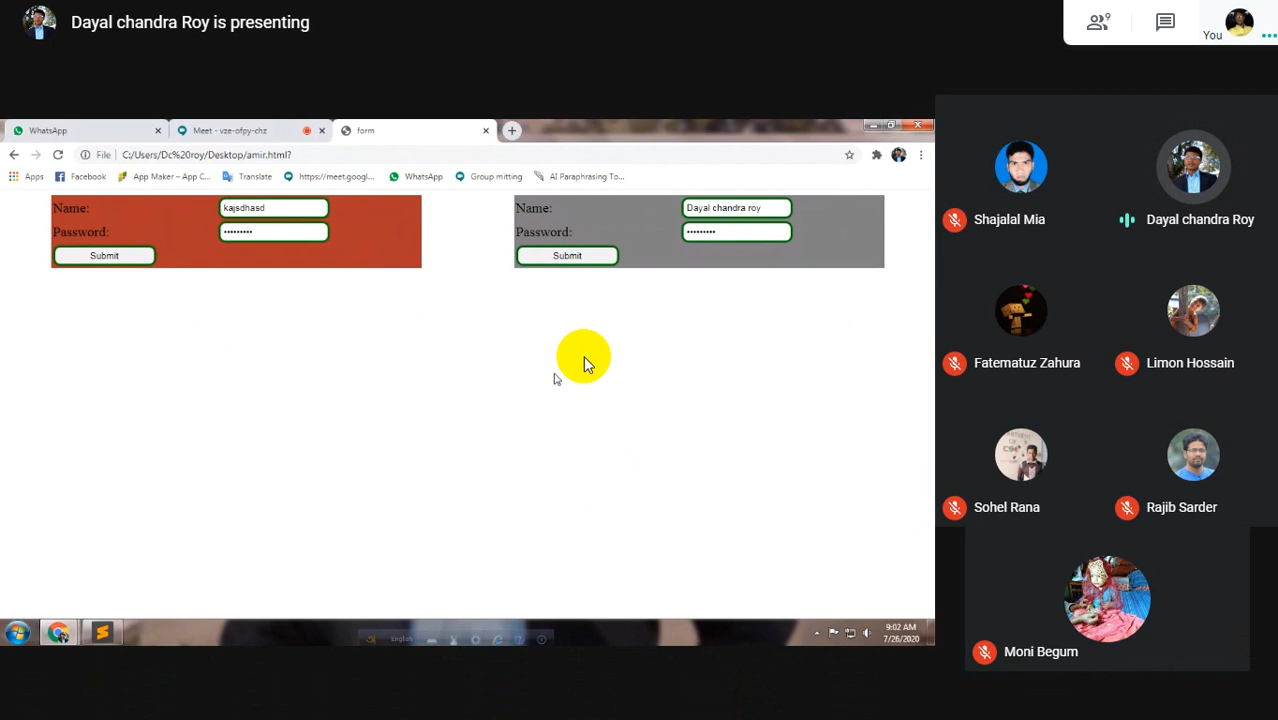 Dayal chandra Roy is presenting
9
You
WhatsApp
Meet - vze-ofpy-chz
form
File
C:/Users/Dc%20roy/Desktop/amir.html?
Apps
Facebook
App Maker – App C...
Translate
https://meet.googl...
WhatsApp
Group mitting
AI Paraphrasing To...
Name:
kajsdhasd
Password:
Submit
Name:
Dayal chandra roy
Password:
Submit
Shajalal Mia
Dayal chandra Roy
Fatematuz Zahura
Limon Hossain
Sohel Rana
Rajib Sarder
Moni Begum
English
9:02 AM
7/26/2020